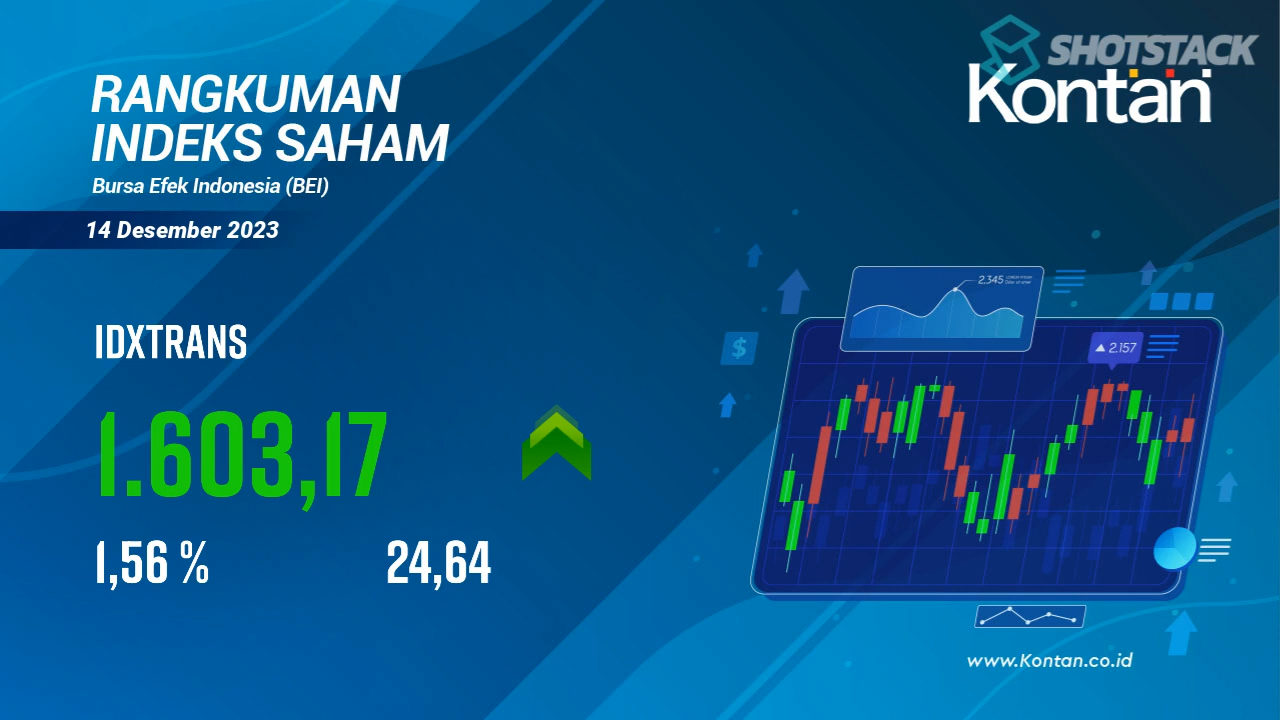 SHOTSTACK
Kontan
RANGKUMAN
INDEKS SAHAM
Bursa Efek Indonesia (BEI)
14 Desember 2023
IDXTRANS
1.603,17
1,56 %
24,64
2.345
$
2.157
www.Kontan.co.id